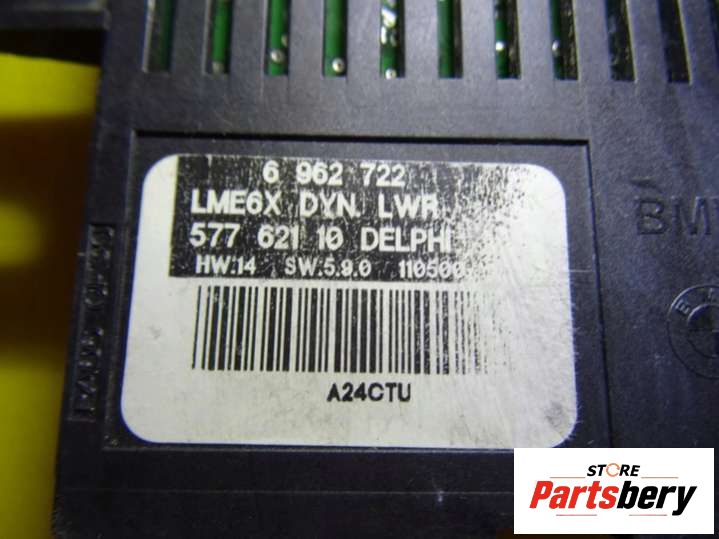 6 962 722
LME6X DYN. LWR
577 621 10 DELPHI
HW.14 SW.5.9.0 110500
A24CTU
BM
STORE
Partsbery